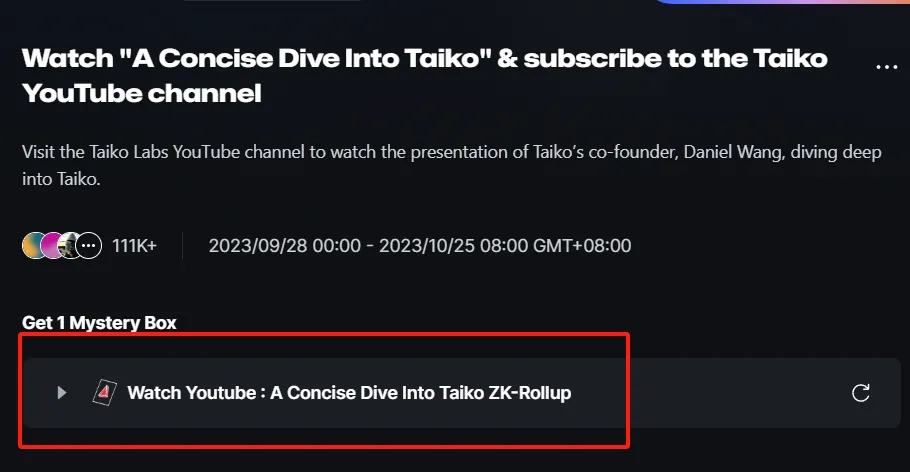 Watch "A Concise Dive Into Taiko" & subscribe to the Taiko
YouTube channel
Visit the Taiko Labs YouTube channel to watch the presentation of Taiko’s co-founder, Daniel Wang, diving deep
into Taiko.
111K+ 2023/09/28 00:00 - 2023/10/25 08:00 GMT+08:00
Get 1 Mystery Box
Watch Youtube : A Concise Dive Into Taiko ZK-Rollup